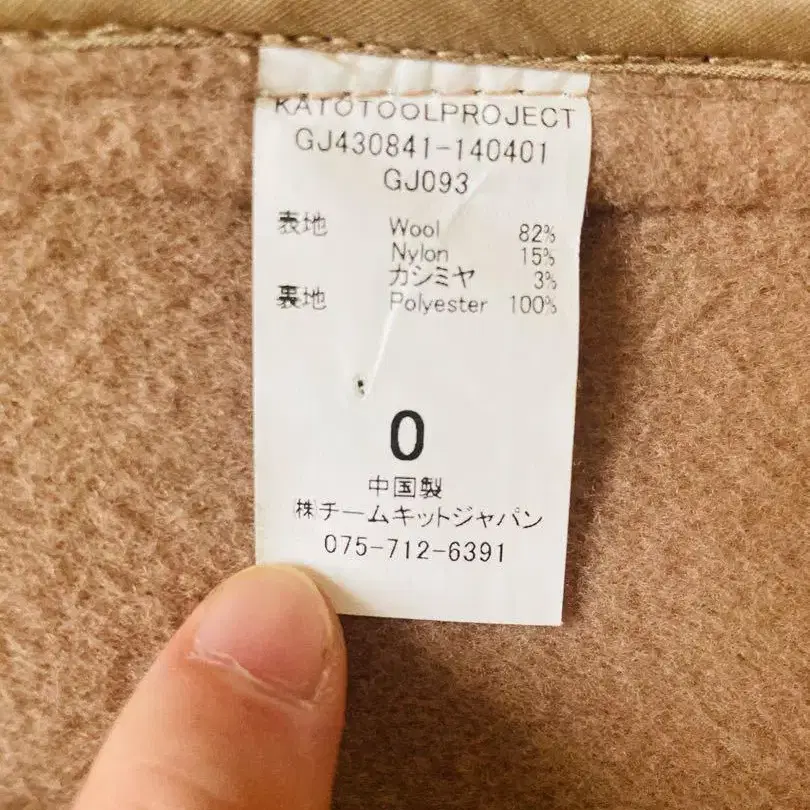 KATOTOOLPROJECT
GJ430841-140401
GJ093
表地 Wool 82%
Nylon 15%
カシミヤ 3%
裏地 Polyester 100%
0
中国製
㈱チームキットジャパン
075-712-6391